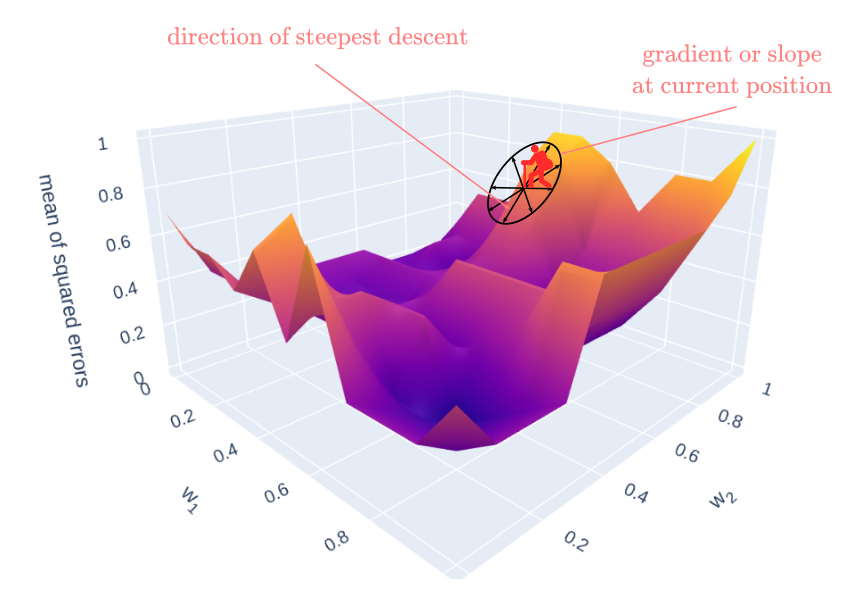 direction of steepest descent
gradient or slope
at current position
mean of squared errors
1
0.8
0.6
0.4
0.2
0
0
0.2
0.4
0.6
0.8
w1
1
0.8
0.6
0.4
0.2
w2